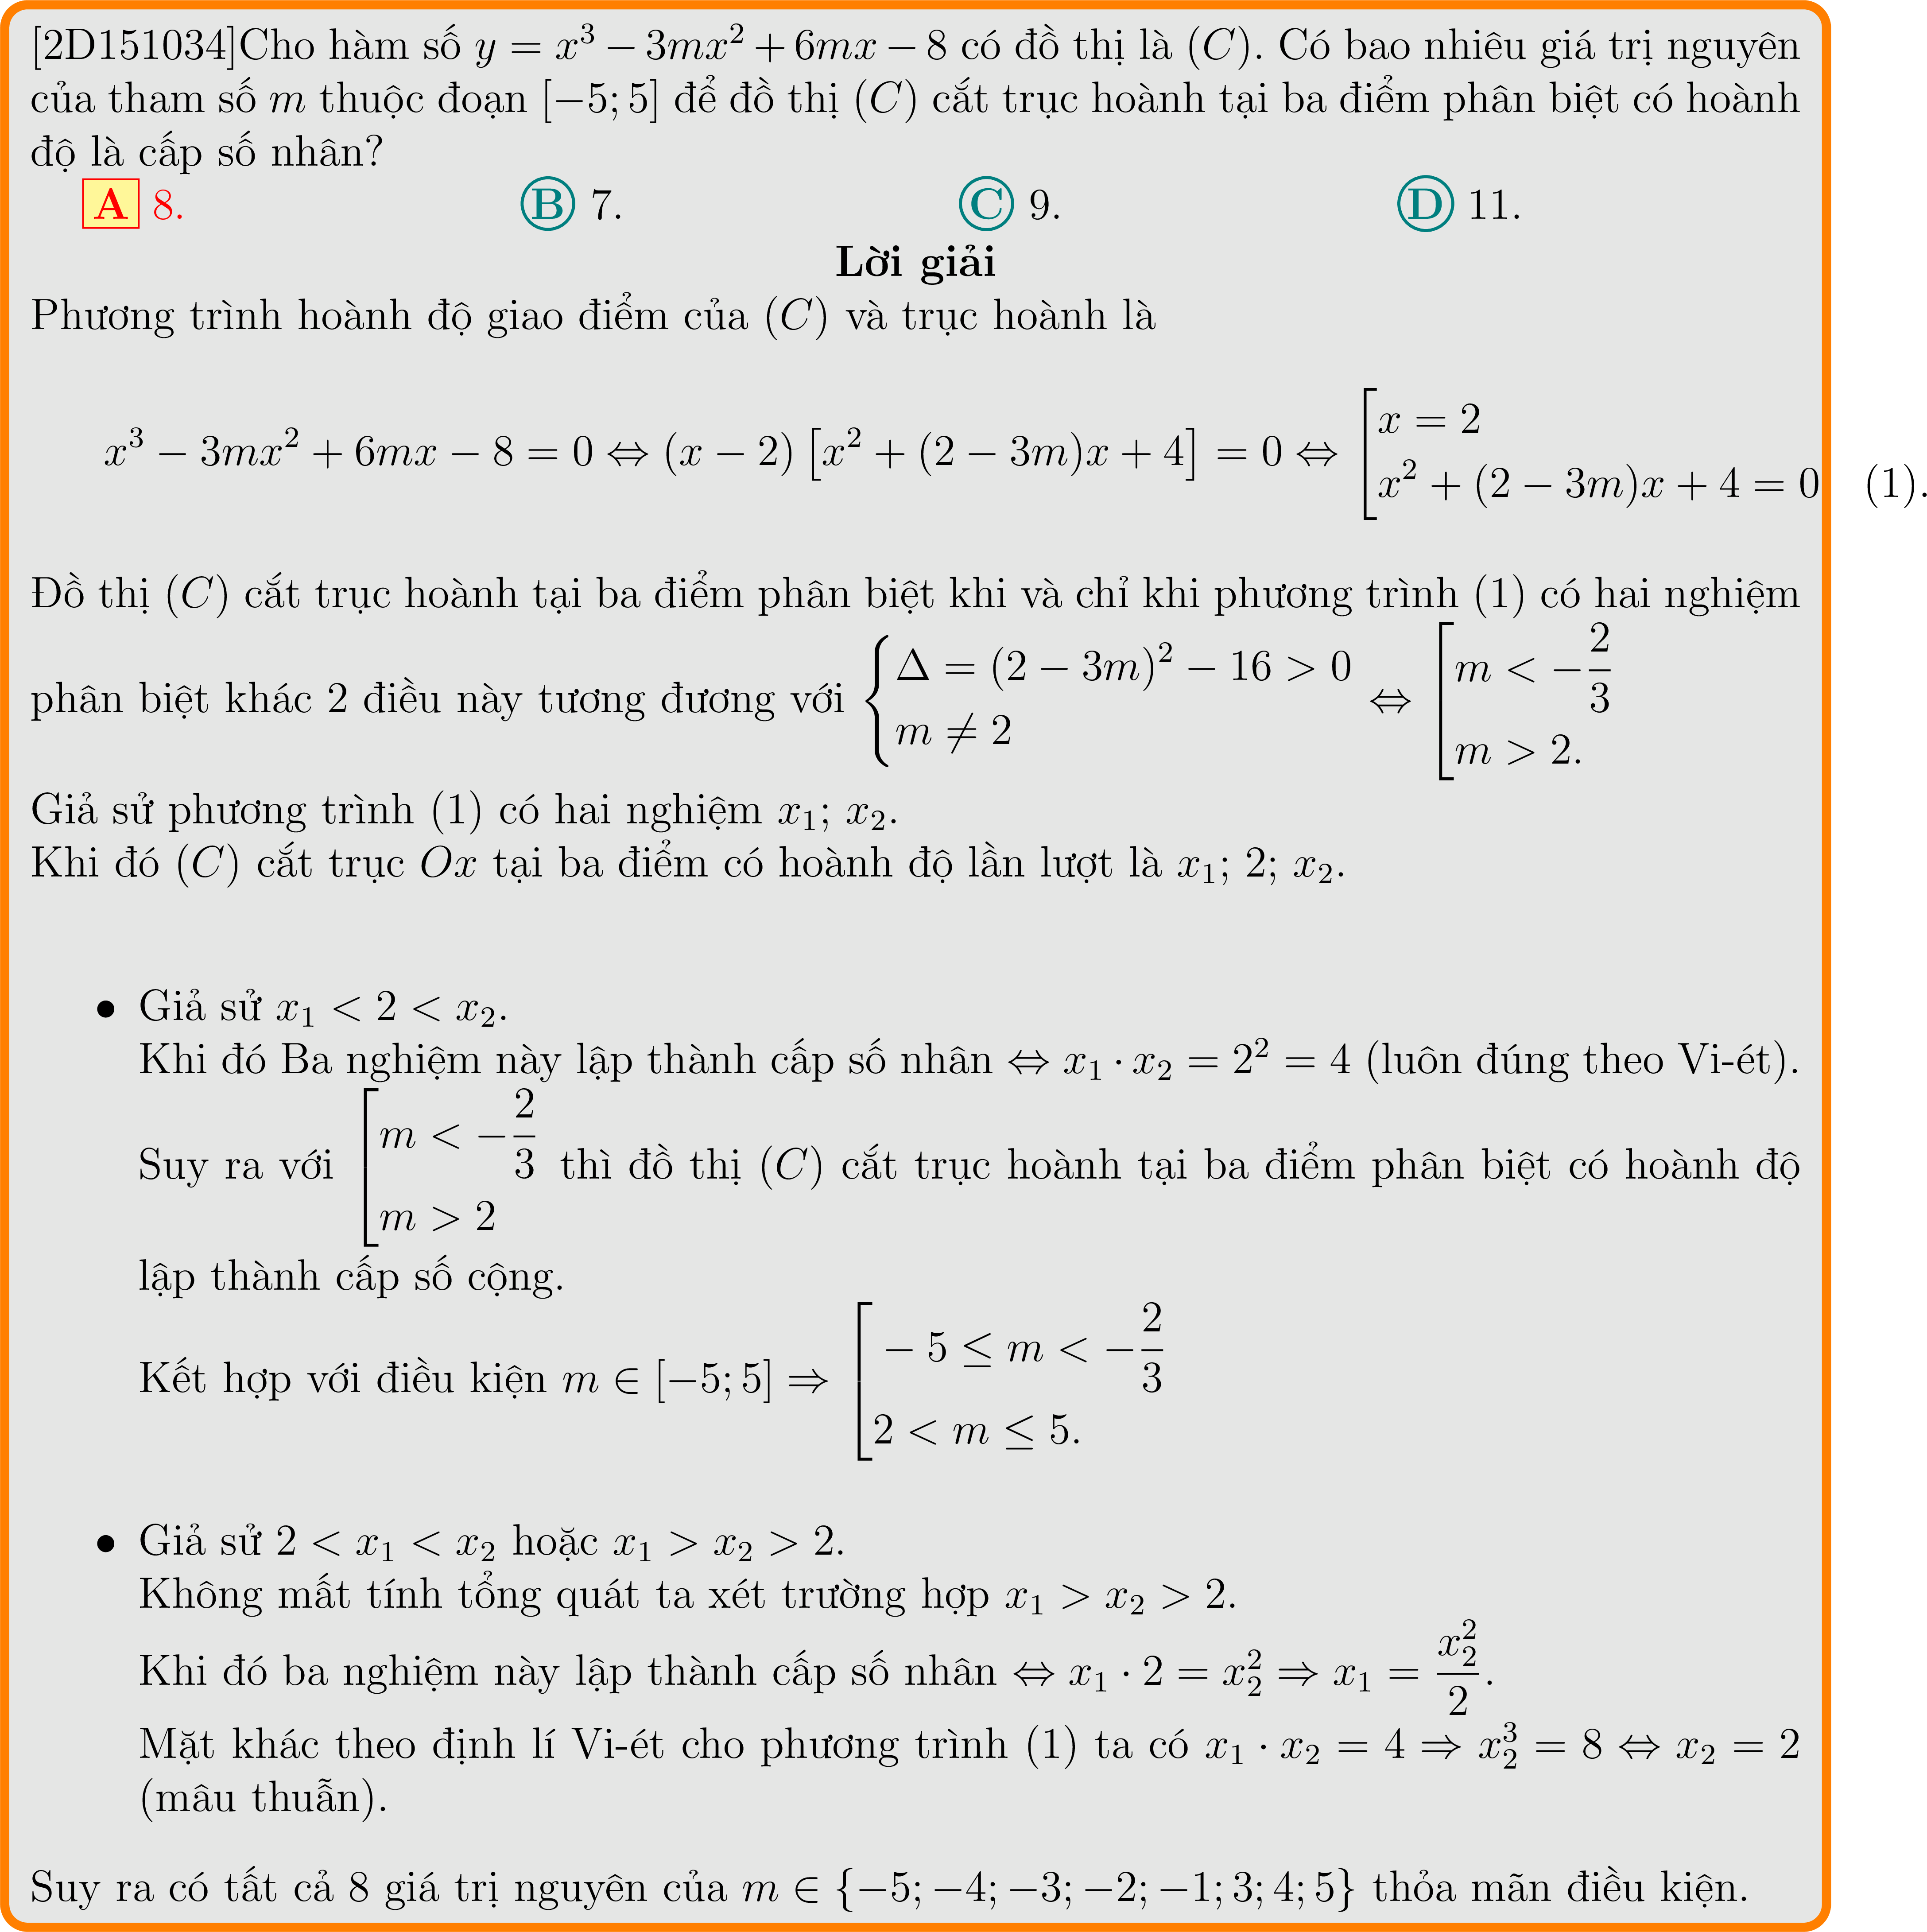 [2D151034]Cho hàm số $y = x^3 - 3mx^2 + 6mx - 8$ có đồ thị là $(C)$. Có bao nhiêu giá trị nguyên
của tham số $m$ thuộc đoạn $[-5; 5]$ để đồ thị $(C)$ cắt trục hoành tại ba điểm phân biệt có hoành
độ là cấp số nhân?
A 8. B 7. C 9. D 11.
Lời giải
Phương trình hoành độ giao điểm của $(C)$ và trục hoành là
$x^3 - 3mx^2 + 6mx - 8 = 0 \Leftrightarrow (x - 2)\left[x^2 + (2 - 3m)x + 4\right] = 0 \Leftrightarrow \left[\begin{array}{l} x = 2 \\ x^2 + (2 - 3m)x + 4 = 0 \quad (1). \end{array}\right.$
Đồ thị $(C)$ cắt trục hoành tại ba điểm phân biệt khi và chỉ khi phương trình (1) có hai nghiệm
phân biệt khác 2 điều này tương đương với $\begin{cases} \Delta = (2 - 3m)^2 - 16 > 0 \\ m \neq 2 \end{cases} \Leftrightarrow \left[\begin{array}{l} m < -\dfrac{2}{3} \\ m > 2. \end{array}\right.$
Giả sử phương trình (1) có hai nghiệm $x_1$; $x_2$.
Khi đó $(C)$ cắt trục $Ox$ tại ba điểm có hoành độ lần lượt là $x_1$; 2; $x_2$.
• Giả sử $x_1 < 2 < x_2$.
Khi đó Ba nghiệm này lập thành cấp số nhân $\Leftrightarrow x_1 \cdot x_2 = 2^2 = 4$ (luôn đúng theo Vi-ét).
Suy ra với $\left[\begin{array}{l} m < -\dfrac{2}{3} \\ m > 2 \end{array}\right.$ thì đồ thị $(C)$ cắt trục hoành tại ba điểm phân biệt có hoành độ
lập thành cấp số cộng.
Kết hợp với điều kiện $m \in [-5; 5] \Rightarrow \left[\begin{array}{l} -5 \leq m < -\dfrac{2}{3} \\ 2 < m \leq 5. \end{array}\right.$
• Giả sử $2 < x_1 < x_2$ hoặc $x_1 > x_2 > 2$.
Không mất tính tổng quát ta xét trường hợp $x_1 > x_2 > 2$.
Khi đó ba nghiệm này lập thành cấp số nhân $\Leftrightarrow x_1 \cdot 2 = x_2^2 \Rightarrow x_1 = \dfrac{x_2^2}{2}$.
Mặt khác theo định lí Vi-ét cho phương trình (1) ta có $x_1 \cdot x_2 = 4 \Rightarrow x_2^3 = 8 \Leftrightarrow x_2 = 2$
(mâu thuẫn).
Suy ra có tất cả 8 giá trị nguyên của $m \in \{-5; -4; -3; -2; -1; 3; 4; 5\}$ thỏa mãn điều kiện.